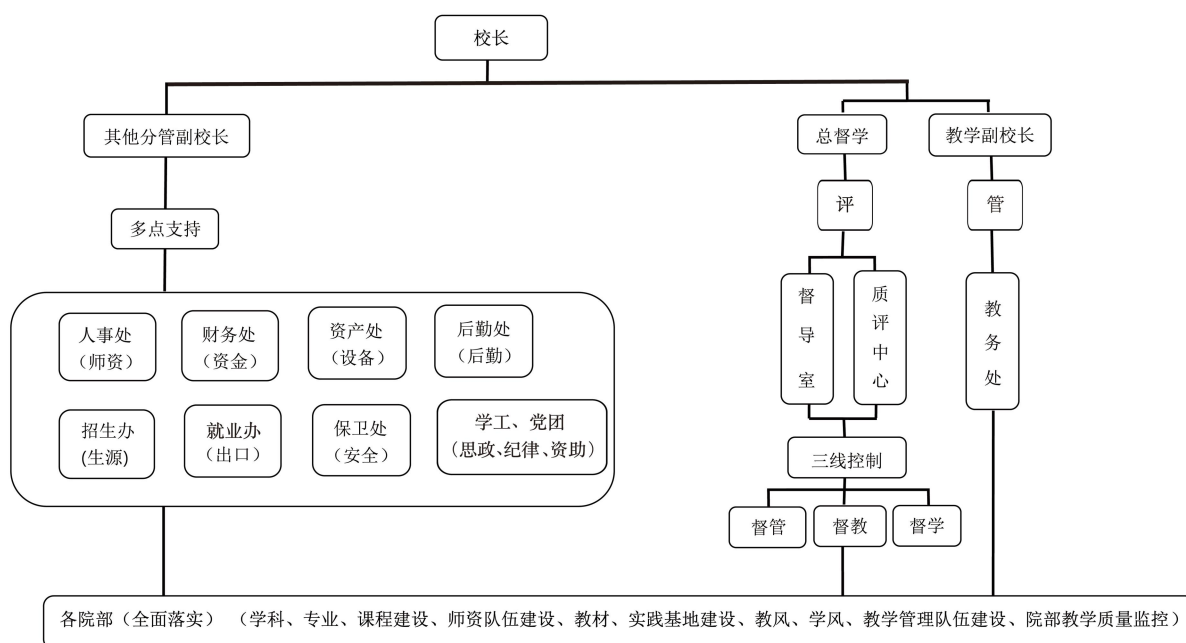 校长
其他分管副校长
总督学
教学副校长
评
管
多点支持
督导室
质评中心
教务处
人事处
（师资）
财务处
（资金）
资产处
（设备）
后勤处
（后勤）
招生办
(生源)
就业办
（出口）
保卫处
（安全）
学工、党团
（思政、纪律、资助）
三线控制
督管
督教
督学
各院部（全面落实）（学科、专业、课程建设、师资队伍建设、教材、实践基地建设、教风、学风、教学管理队伍建设、院部教学质量监控）